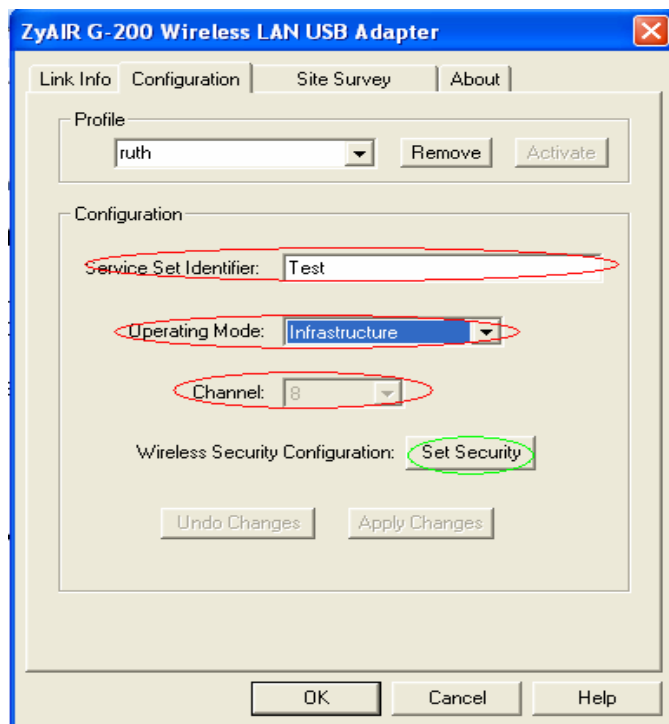 ZyAIR G-200 Wireless LAN USB Adapter
Link Info Configuration Site Survey About
Profile
ruth Remove Activate
Configuration
Service Set Identifier: Test
Operating Mode: Infrastructure
Channel: 8
Wireless Security Configuration: Set Security
Undo Changes Apply Changes
OK Cancel Help